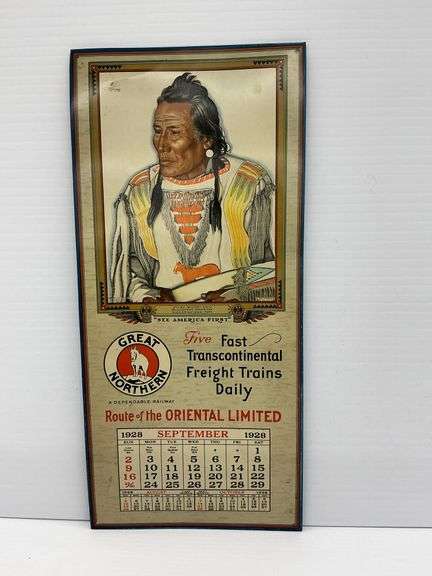 "SEE AMERICA FIRST"
GREAT
NORTHERN
A DEPENDABLE RAILWAY
Five Fast
Transcontinental
Freight Trains
Daily
Route of the ORIENTAL LIMITED
1928 SEPTEMBER 1928
SUN MON TUE WED THU FRI SAT
1
2 3 4 5 6 7 8
9 10 11 12 13 14 15
16 17 18 19 20 21 22
24 25 26 27 28 29
AUGUST OCTOBER